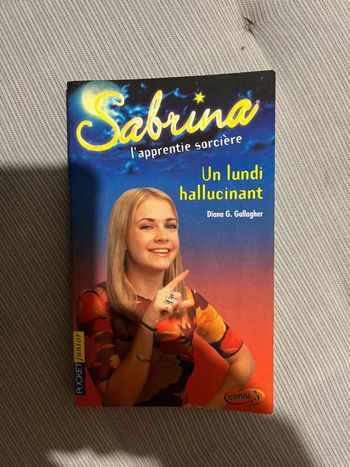 Sabrina
l'apprentie sorcière
Un lundi
hallucinant
Diana G. Gallagher
POCKET junior